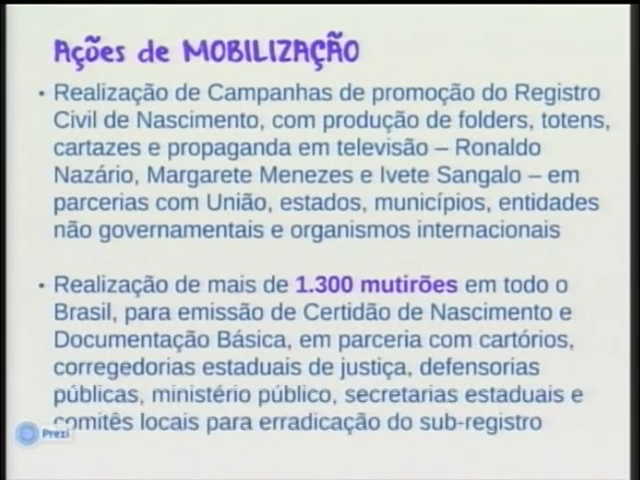 Ações de MOBILIZAÇÃO
• Realização de Campanhas de promoção do Registro
Civil de Nascimento, com produção de folders, totens,
cartazes e propaganda em televisão – Ronaldo
Nazário, Margarete Menezes e Ivete Sangalo – em
parcerias com União, estados, municípios, entidades
não governamentais e organismos internacionais
• Realização de mais de 1.300 mutirões em todo o
Brasil, para emissão de Certidão de Nascimento e
Documentação Básica, em parceria com cartórios,
corregedorias estaduais de justiça, defensorias
públicas, ministério público, secretarias estaduais e
comitês locais para erradicação do sub-registro
Prezi